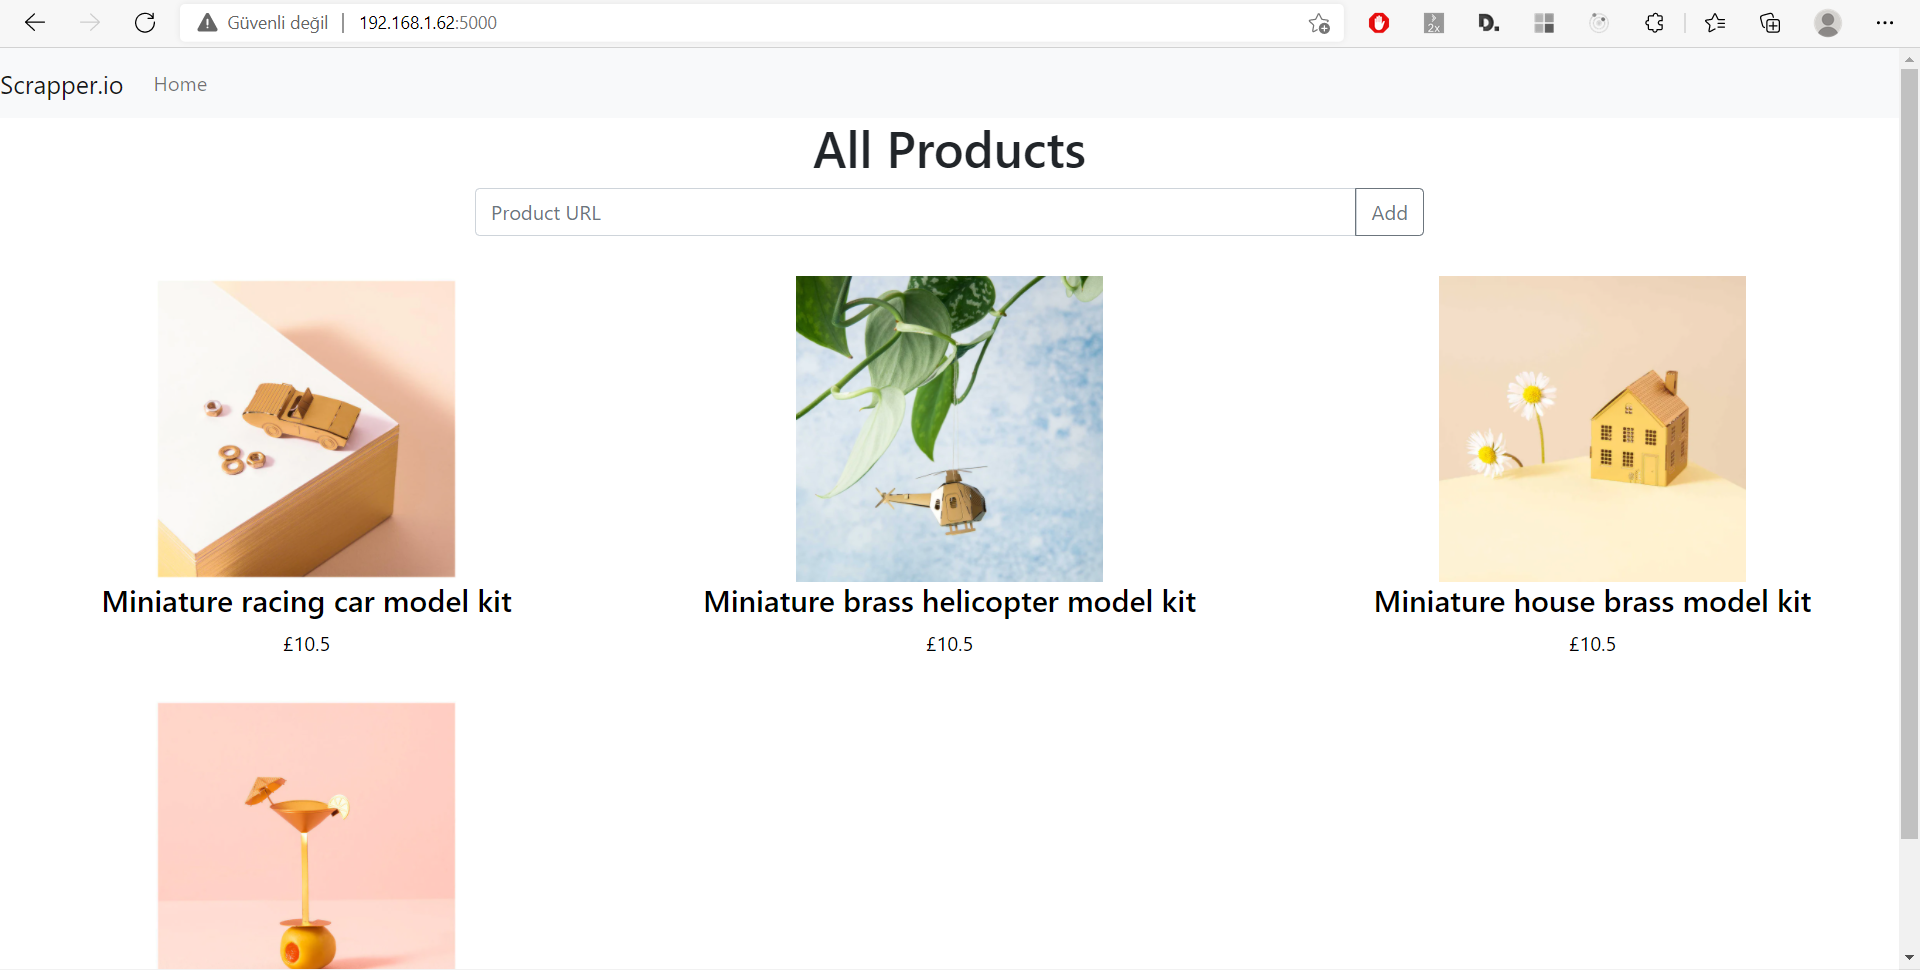 Güvenli değil | 192.168.1.62:5000
2x
D.
Scrapper.io Home
All Products
Product URL Add
Miniature racing car model kit
£10.5
Miniature brass helicopter model kit
£10.5
Miniature house brass model kit
£10.5